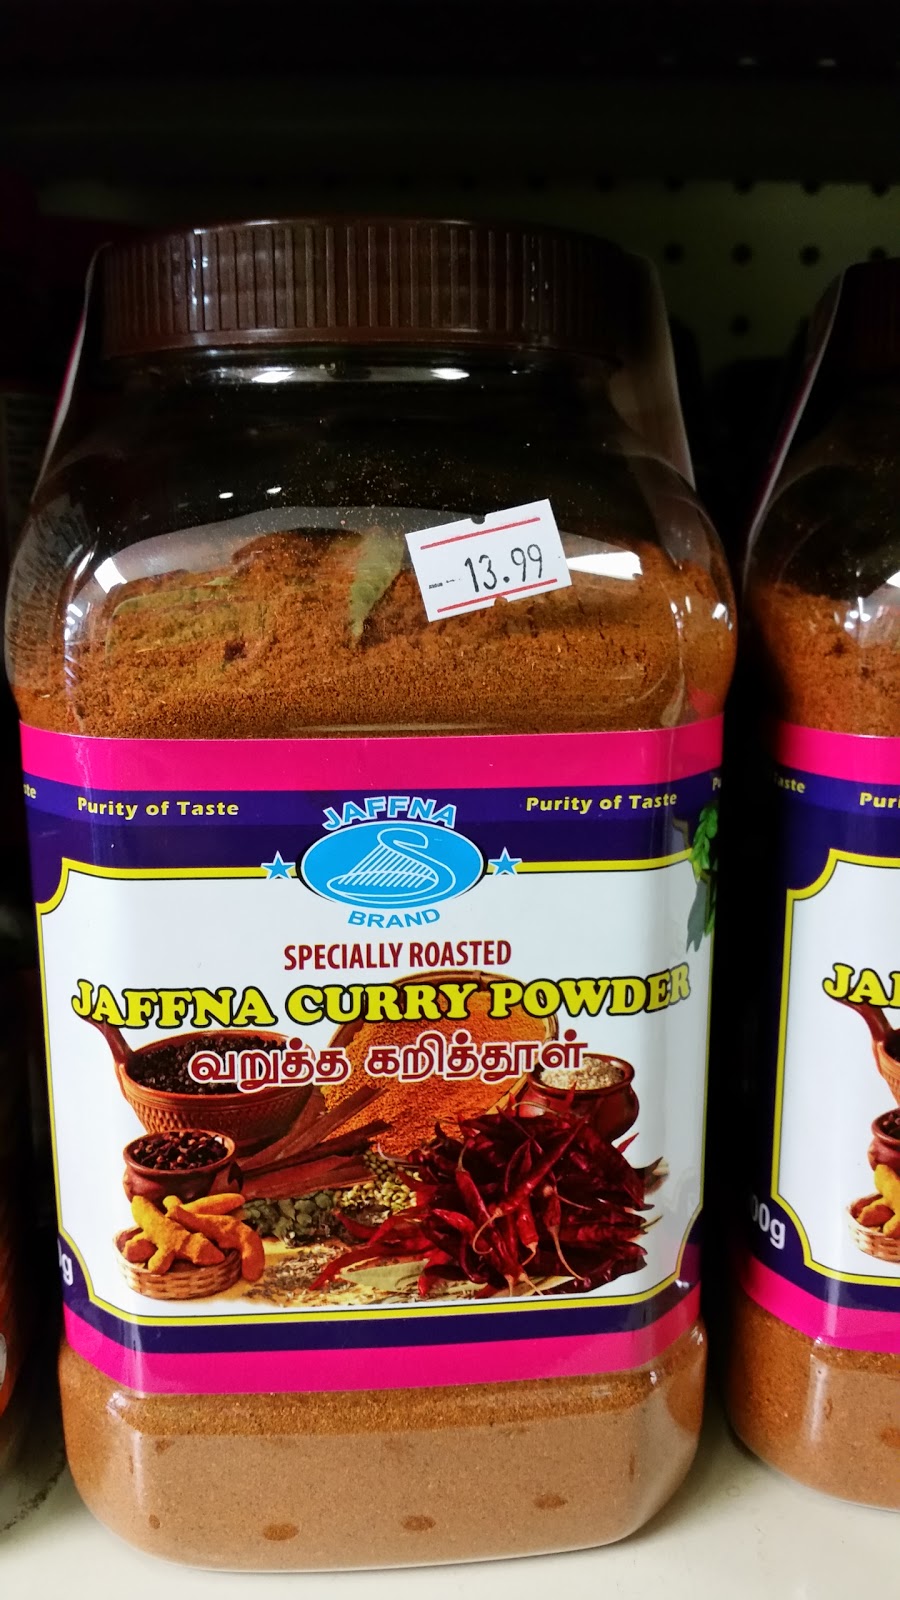 13.99
Purity of Taste
Purity of Taste
JAFFNA
BRAND
SPECIALLY ROASTED
JAFFNA CURRY POWDER
வறுத்த கறித்தூள்